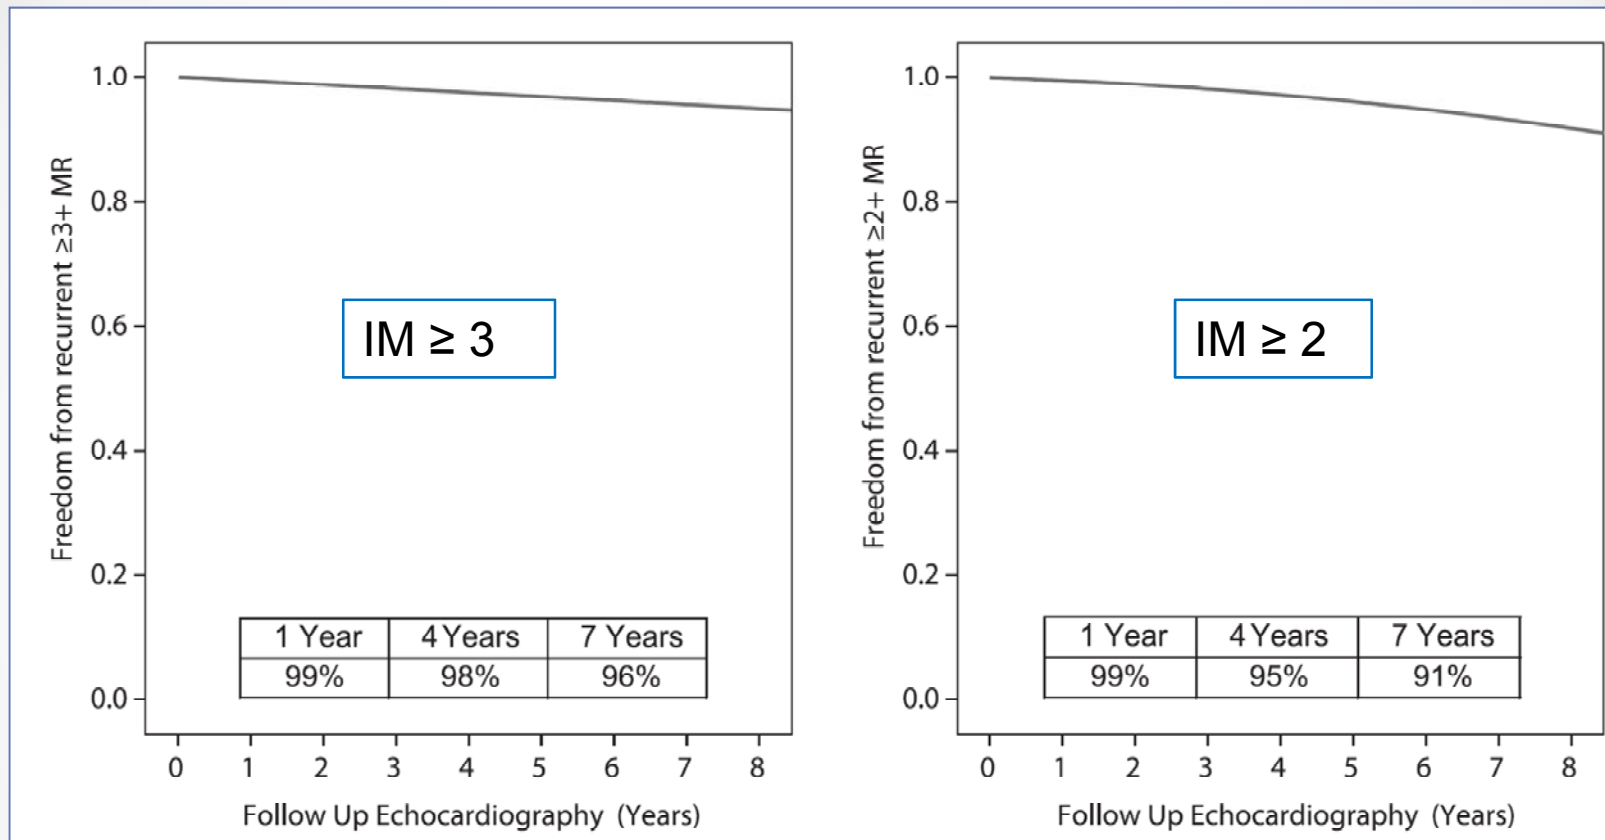 Freedom from recurrent ≥3+ MR
1.0
0.8
0.6
0.4
0.2
0.0
IM ≥ 3
1 Year 4 Years 7 Years
99% 98% 96%
0 1 2 3 4 5 6 7 8
Follow Up Echocardiography (Years)
Freedom from recurrent ≥2+ MR
1.0
0.8
0.6
0.4
0.2
0.0
IM ≥ 2
1 Year 4 Years 7 Years
99% 95% 91%
0 1 2 3 4 5 6 7 8
Follow Up Echocardiography (Years)